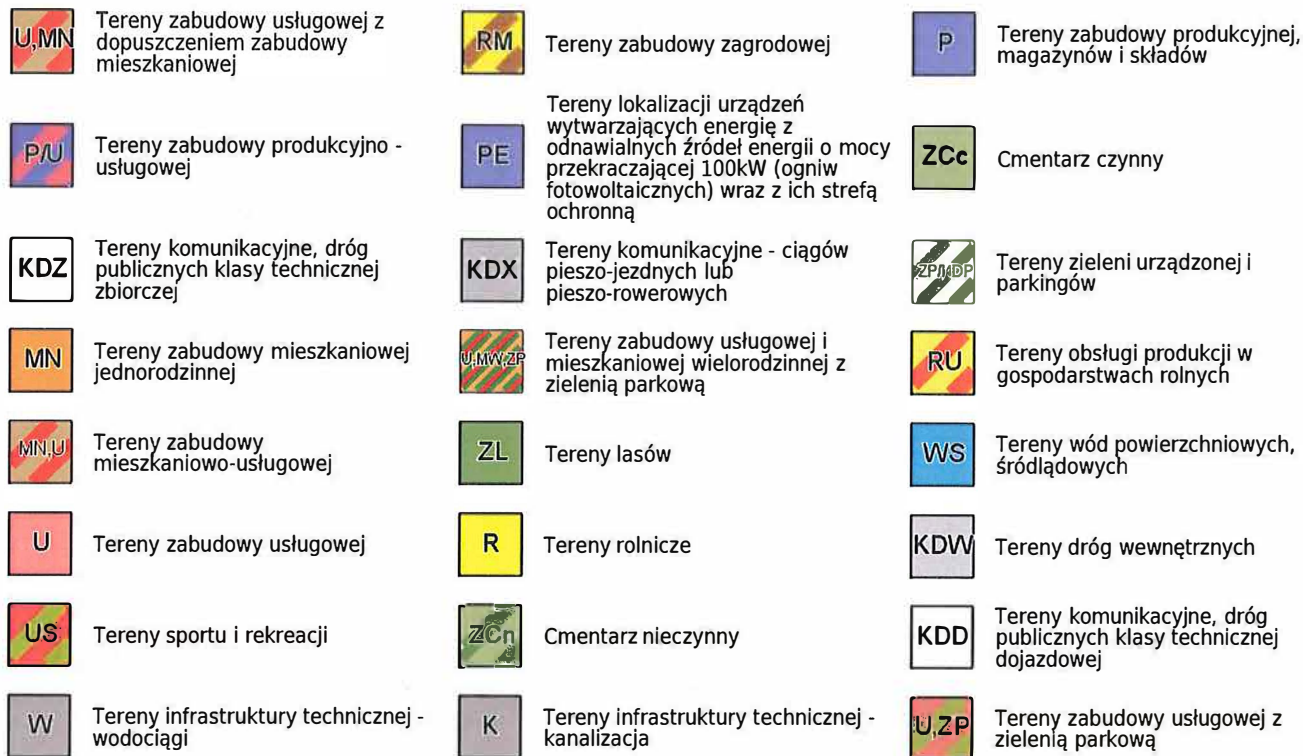 U,MN
Tereny zabudowy usługowej z
dopuszczeniem zabudowy
mieszkaniowej
RM
Tereny zabudowy zagrodowej
P
Tereny zabudowy produkcyjnej,
magazynów i składów
P/U
Tereny zabudowy produkcyjno -
usługowej
PE
Tereny lokalizacji urządzeń
wytwarzających energię z
odnawialnych źródeł energii o mocy
przekraczającej 100kW (ogniw
fotowoltaicznych) wraz z ich strefą
ochronną
ZCc
Cmentarz czynny
KDZ
Tereny komunikacyjne, dróg
publicznych klasy technicznej
zbiorczej
KDX
Tereny komunikacyjne - ciągów
pieszo-jezdnych lub
pieszo-rowerowych
Tereny zieleni urządzonej i
parkingów
MN
Tereny zabudowy mieszkaniowej
jednorodzinnej
U,MW,ZP
Tereny zabudowy usługowej i
mieszkaniowej wielorodzinnej z
zielenią parkową
RU
Tereny obsługi produkcji w
gospodarstwach rolnych
MN,U
Tereny zabudowy
mieszkaniowo-usługowej
ZL
Tereny lasów
WS
Tereny wód powierzchniowych,
śródlądowych
U
Tereny zabudowy usługowej
R
Tereny rolnicze
KDW
Tereny dróg wewnętrznych
US
Tereny sportu i rekreacji
ZCn
Cmentarz nieczynny
KDD
Tereny komunikacyjne, dróg
publicznych klasy technicznej
dojazdowej
W
Tereny infrastruktury technicznej -
wodociągi
K
Tereny infrastruktury technicznej -
kanalizacja
U,ZP
Tereny zabudowy usługowej z
zielenią parkową